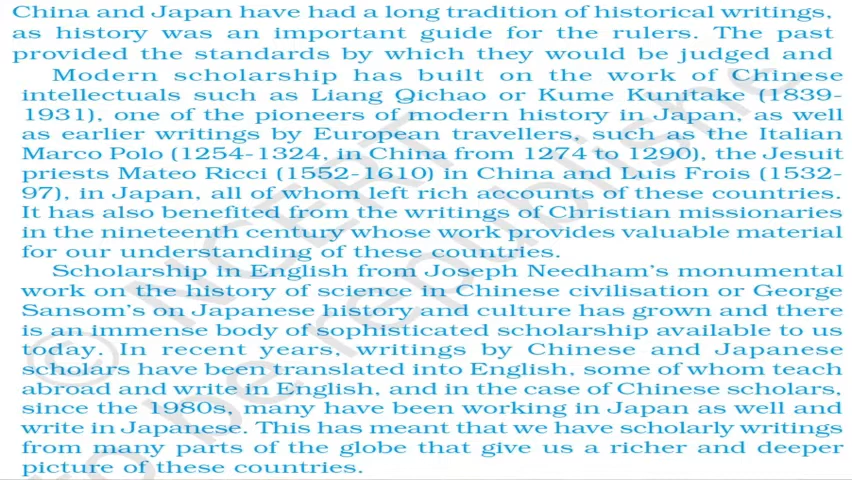 China and Japan have had a long tradition of historical writings,
as history was an important guide for the rulers. The past
provided the standards by which they would be judged and
Modern scholarship has built on the work of Chinese
intellectuals such as Liang Qichao or Kume Kunitake (1839-
1931), one of the pioneers of modern history in Japan, as well
as earlier writings by European travellers, such as the Italian
Marco Polo (1254-1324, in China from 1274 to 1290), the Jesuit
priests Mateo Ricci (1552-1610) in China and Luis Frois (1532-
97), in Japan, all of whom left rich accounts of these countries.
It has also benefited from the writings of Christian missionaries
in the nineteenth century whose work provides valuable material
for our understanding of these countries.
Scholarship in English from Joseph Needham's monumental
work on the history of science in Chinese civilisation or George
Sansom's on Japanese history and culture has grown and there
is an immense body of sophisticated scholarship available to us
today. In recent years, writings by Chinese and Japanese
scholars have been translated into English, some of whom teach
abroad and write in English, and in the case of Chinese scholars,
since the 1980s, many have been working in Japan as well and
write in Japanese. This has meant that we have scholarly writings
from many parts of the globe that give us a richer and deeper
picture of these countries.
© NCERT
to be republishe